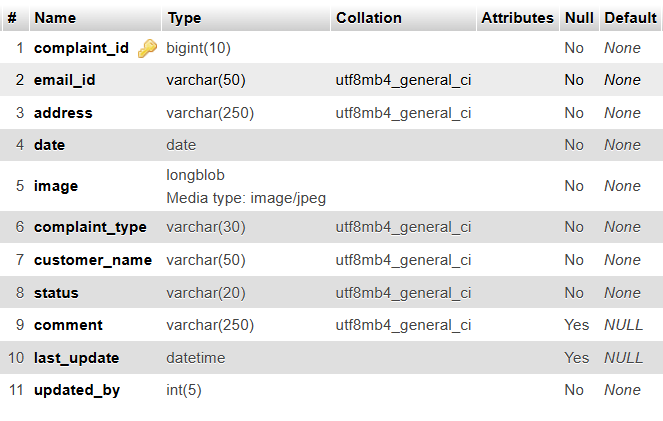 # Name Type Collation Attributes Null Default
1 complaint_id bigint(10) No None
2 email_id varchar(50) utf8mb4_general_ci No None
3 address varchar(250) utf8mb4_general_ci No None
4 date date No None
5 image longblob No None
Media type: image/jpeg
6 complaint_type varchar(30) utf8mb4_general_ci No None
7 customer_name varchar(50) utf8mb4_general_ci No None
8 status varchar(20) utf8mb4_general_ci No None
9 comment varchar(250) utf8mb4_general_ci Yes NULL
10 last_update datetime Yes NULL
11 updated_by int(5) No None